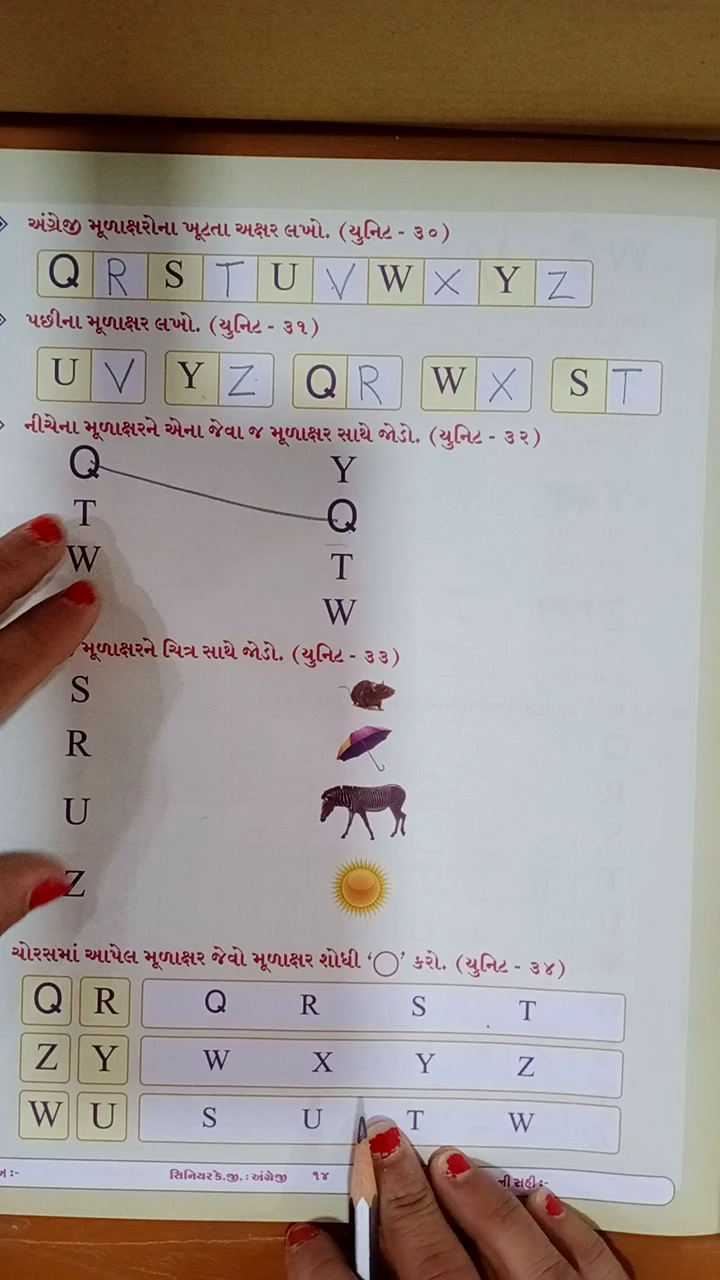 અંગ્રેજી મૂળાક્ષરોના ખૂટતા અક્ષર લખો. (યુનિટ - ૩૦)
Q R S T U V W X Y Z
પછીના મૂળાક્ષર લખો. (યુનિટ - ૩૧)
U V Y Z Q R W X S T
નીચેના મૂળાક્ષરને એના જેવા જ મૂળાક્ષર સાથે જોડો. (યુનિટ - ૩૨)
Q Y
T Q
W T
W
મૂળાક્ષરને ચિત્ર સાથે જોડો. (યુનિટ - ૩૩)
S
R
U
Z
ચોરસમાં આપેલ મૂળાક્ષર જેવો મૂળાક્ષર શોધી ‘○’ કરો. (યુનિટ - ૩૪)
Q R Q R S T
Z Y W X Y Z
W U S U T W
સિનિયર કે.જી. : અંગ્રેજી ૧૪ ની સહી :-